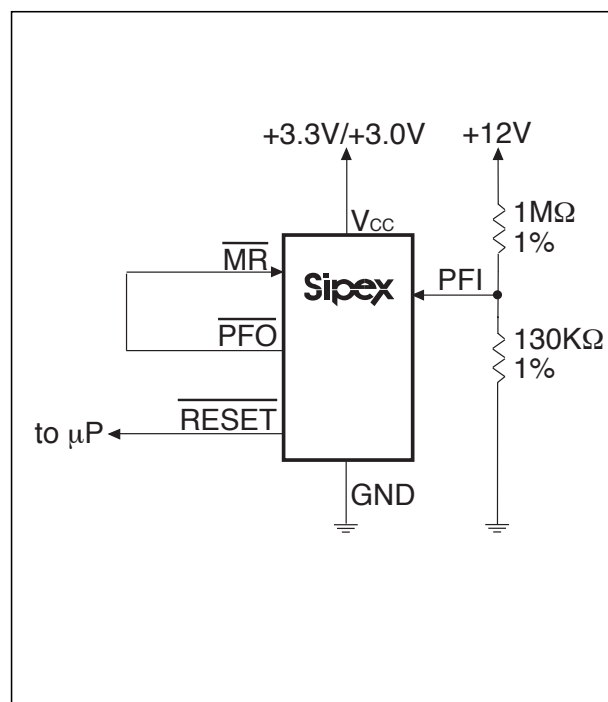 +3.3V/+3.0V
+12V
VCC
1MΩ
1%
MR
Sipex
PFI
PFO
130KΩ
1%
RESET
to μP
GND